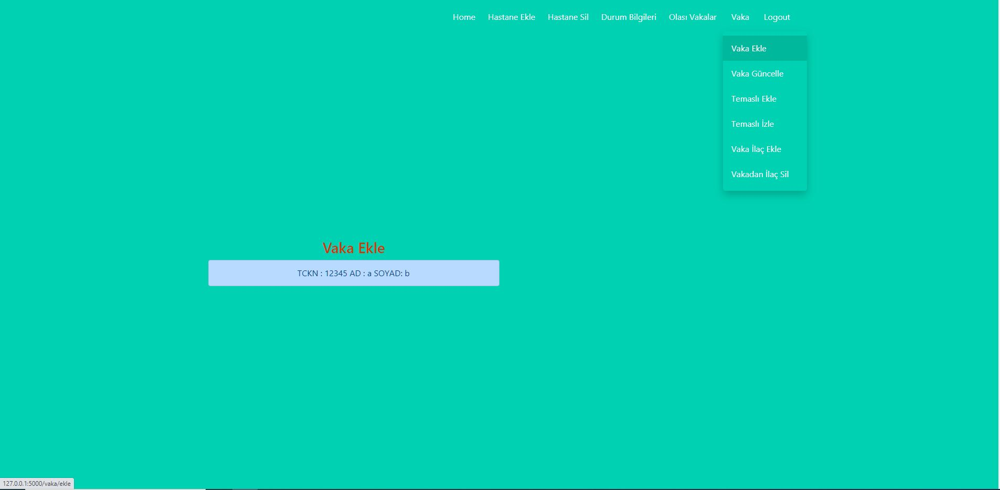 Home Hastane Ekle Hastane Sil Durum Bilgileri Olası Vakalar Vaka Logout
Vaka Ekle
Vaka Güncelle
Temaslı Ekle
Temaslı İzle
Vaka İlaç Ekle
Vakadan İlaç Sil
Vaka Ekle
TCKN : 12345 AD : a SOYAD: b
127.0.0.1:5000/vaka/ekle